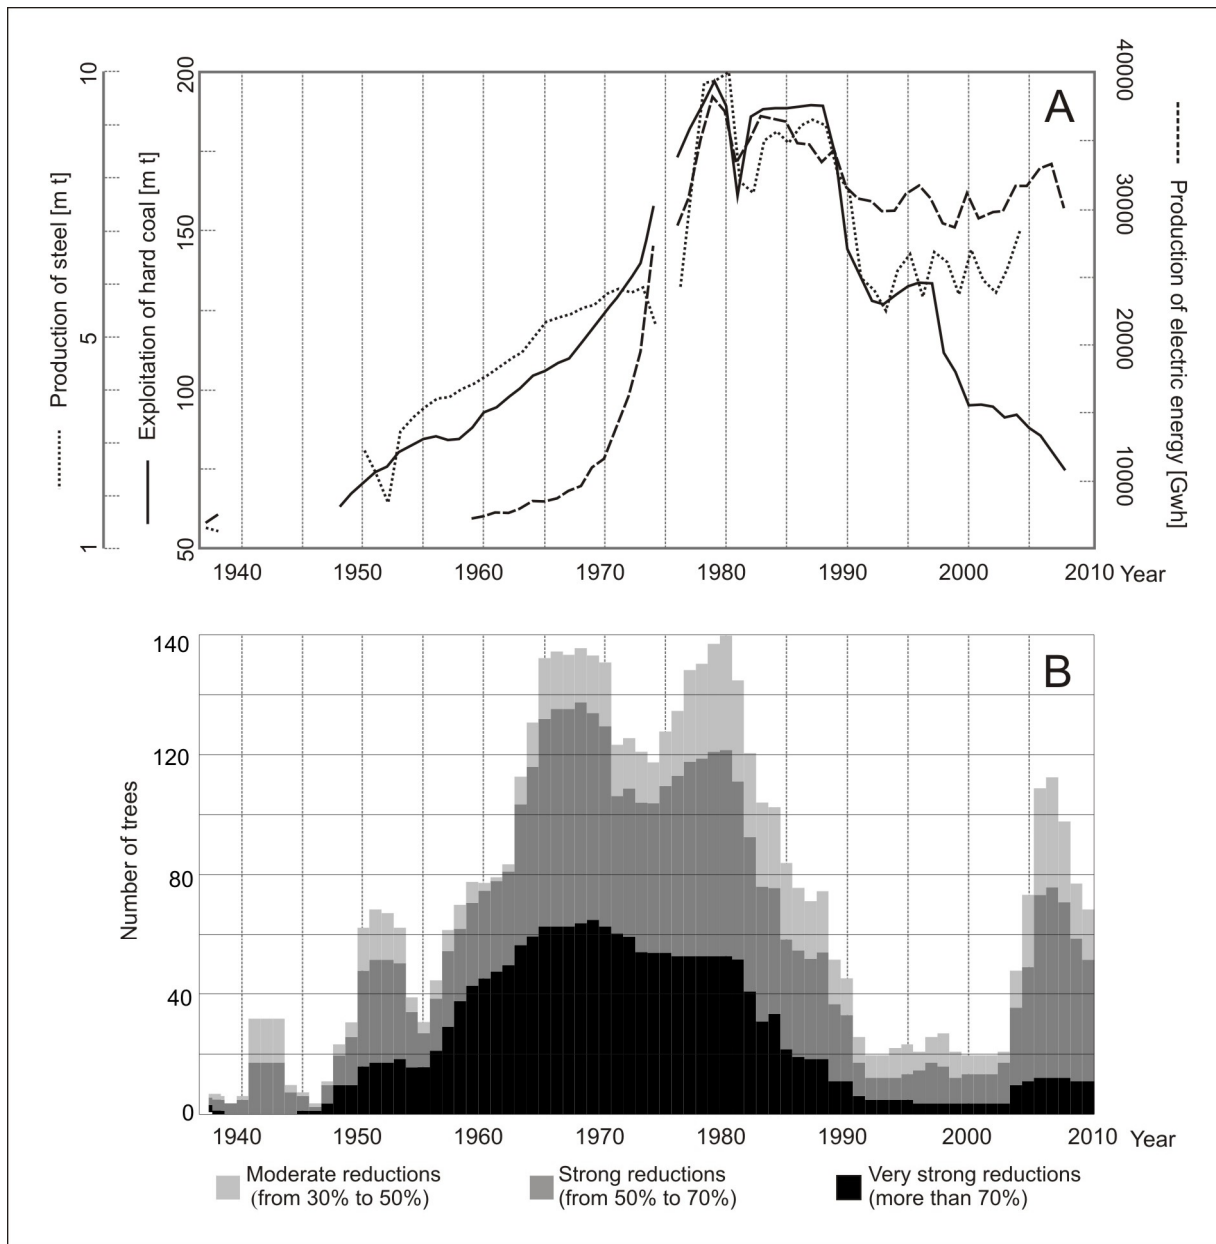 A
Production of steel [m t]
10
5
1
Exploitation of hard coal [m t]
200
150
100
50
40000
30000
20000
10000
Production of electric energy [Gwh]
1940 1950 1960 1970 1980 1990 2000 2010 Year
B
Number of trees
140
120
80
40
0
1940 1950 1960 1970 1980 1990 2000 2010 Year
Moderate reductions
(from 30% to 50%)
Strong reductions
(from 50% to 70%)
Very strong reductions
(more than 70%)